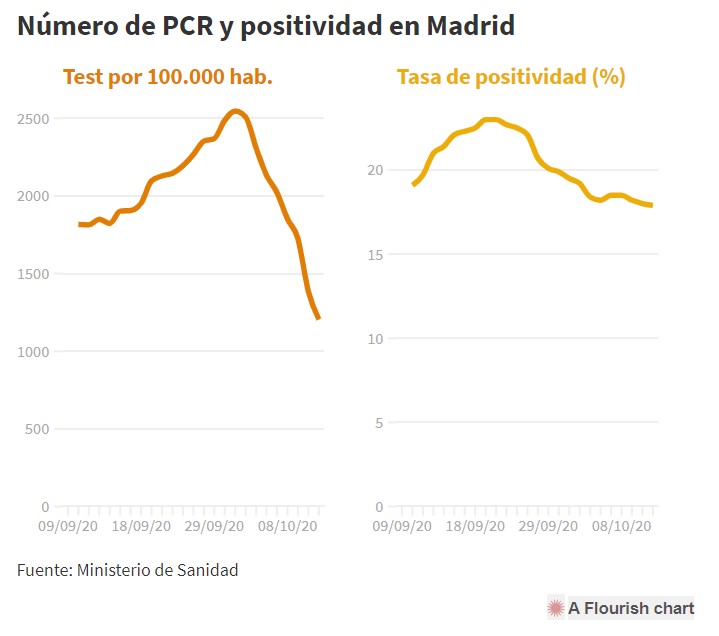 Número de PCR y positividad en Madrid
Test por 100.000 hab.
2500
2000
1500
1000
500
0
09/09/20 18/09/20 29/09/20 08/10/20
Tasa de positividad (%)
20
15
10
5
0
09/09/20 18/09/20 29/09/20 08/10/20
Fuente: Ministerio de Sanidad
A Flourish chart